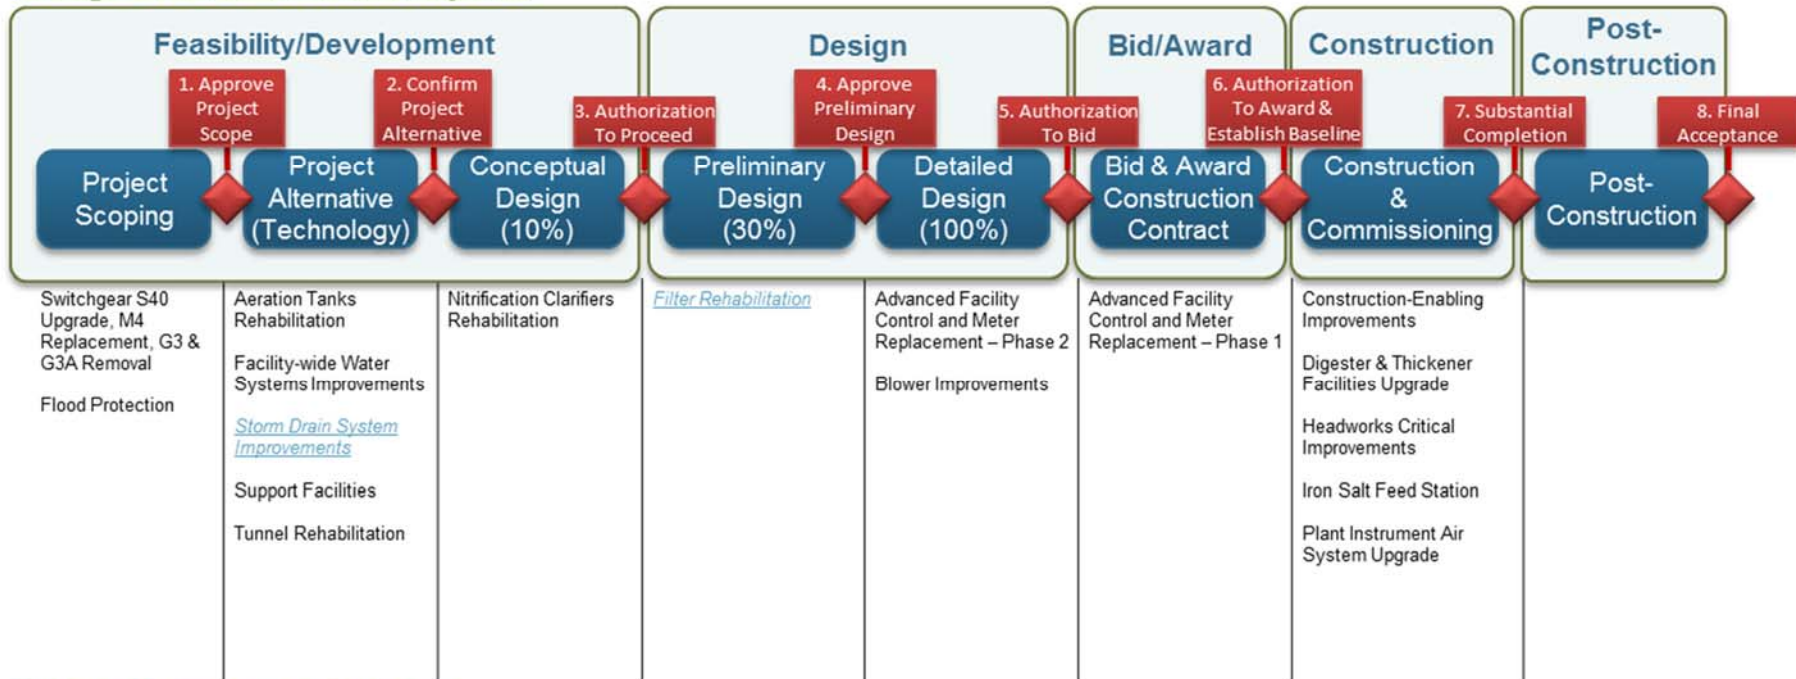 Feasibility/Development
Design
Bid/Award
Construction
Post-
Construction
1. Approve
Project
Scope
2. Confirm
Project
Alternative
3. Authorization
To Proceed
4. Approve
Preliminary
Design
5. Authorization
To Bid
6. Authorization
To Award &
Establish Baseline
7. Substantial
Completion
8. Final
Acceptance
Project
Scoping
Project
Alternative
(Technology)
Conceptual
Design
(10%)
Preliminary
Design
(30%)
Detailed
Design
(100%)
Bid & Award
Construction
Contract
Construction
&
Commissioning
Post-
Construction
Switchgear S40
Upgrade, M4
Replacement, G3 &
G3A Removal
Flood Protection
Aeration Tanks
Rehabilitation
Facility-wide Water
Systems Improvements
Storm Drain System
Improvements
Support Facilities
Tunnel Rehabilitation
Nitrification Clarifiers
Rehabilitation
Filter Rehabilitation
Advanced Facility
Control and Meter
Replacement – Phase 2
Blower Improvements
Advanced Facility
Control and Meter
Replacement – Phase 1
Construction-Enabling
Improvements
Digester & Thickener
Facilities Upgrade
Headworks Critical
Improvements
Iron Salt Feed Station
Plant Instrument Air
System Upgrade